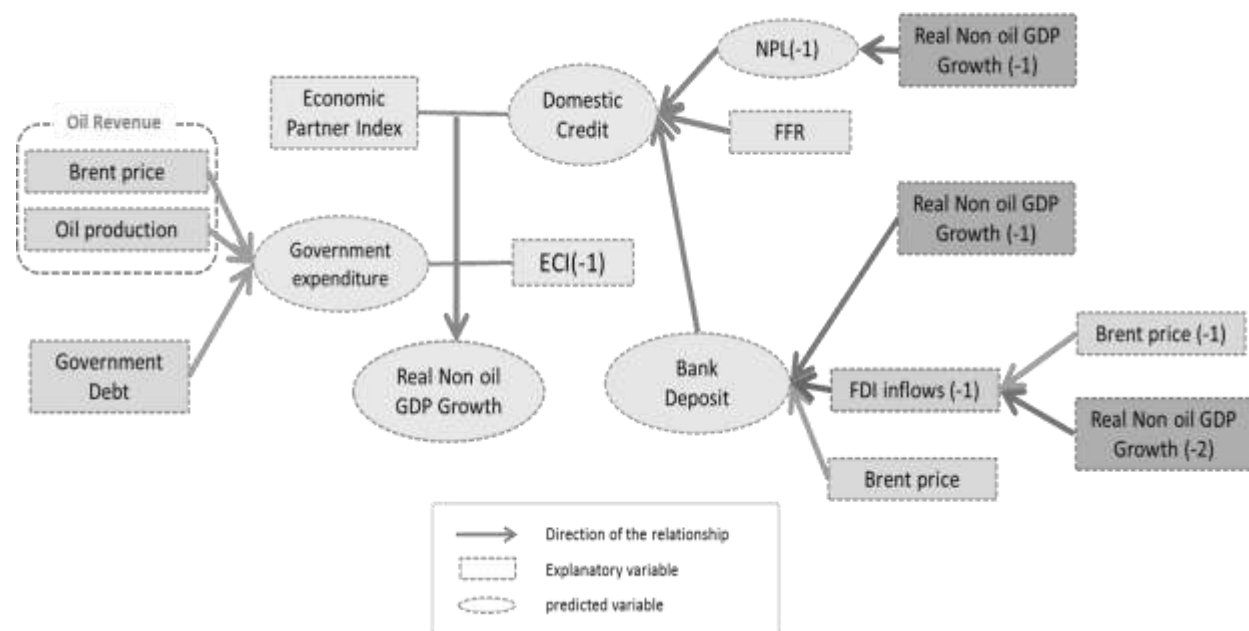 Oil Revenue
Brent price
Oil production
Government
Debt
Government
expenditure
Economic
Partner Index
ECI(-1)
Real Non oil
GDP Growth
Domestic
Credit
NPL(-1)
Real Non oil GDP
Growth (-1)
FFR
Real Non oil GDP
Growth (-1)
Bank
Deposit
FDI inflows (-1)
Brent price (-1)
Real Non oil GDP
Growth (-2)
Brent price
Direction of the relationship
Explanatory variable
predicted variable